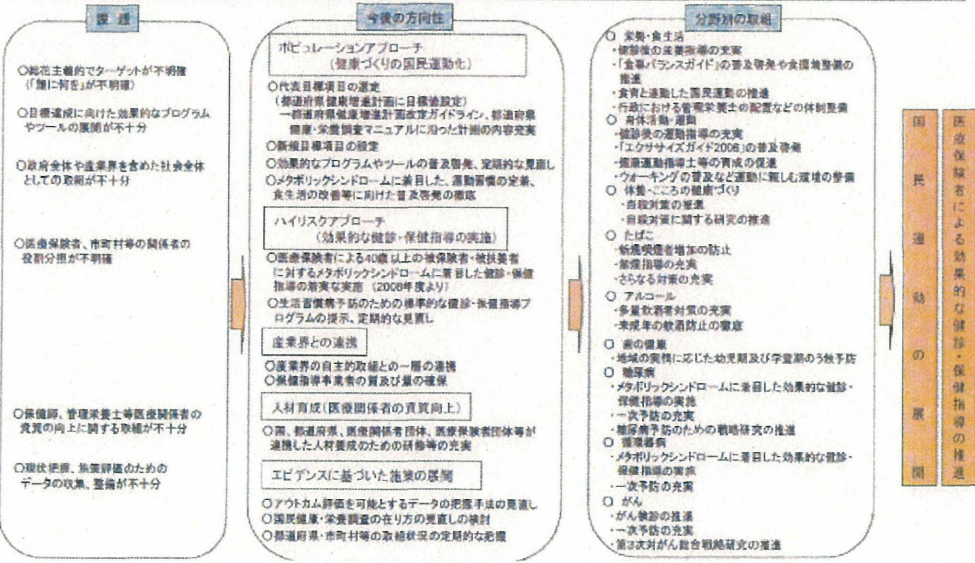 課題
○総花主義的でターゲットが不明確
(「誰に何を」が不明確)
○目標達成に向けた効果的なプログラム
やツールの展開が不十分
○政府全体や産業界を含めた社会全体
としての取組が不十分
○医療保険者、市町村等の関係者の
役割分担が不明確
○保健師、管理栄養士等医療関係者の
資質の向上に関する取組が不十分
○現状把握、施策評価のための
データの収集、整備が不十分
今後の方向性
ポピュレーションアプローチ
(健康づくりの国民運動化)
○代表目標項目の選定
(都道府県健康増進計画に目標値設定)
→都道府県健康増進計画改定ガイドライン、都道府県
健康・栄養調査マニュアルに沿った計画の内容充実
○新規目標項目の設定
○効果的なプログラムやツールの普及啓発、定期的な見直し
○メタボリックシンドロームに着目した、運動習慣の定着、
食生活の改善等に向けた普及啓発の徹底
ハイリスクアプローチ
(効果的な健診・保健指導の実施)
○医療保険者による40歳以上の被保険者・被扶養者
に対するメタボリックシンドロームに着目した健診・保健
指導の着実な実施 (2008年度より)
○生活習慣病予防のための標準的な健診・保健指導プ
ログラムの提示、定期的な見直し
産業界との連携
○産業界の自主的取組との一層の連携
○保健指導事業者の質及び量の確保
人材育成(医療関係者の資質向上)
○国、都道府県、医療関係者団体、医療保険者団体等が
連携した人材養成のための研修等の充実
エビデンスに基づいた施策の展開
○アウトカム評価を可能とするデータの把握手法の見直し
○国民健康・栄養調査の在り方の見直しの検討
○都道府県・市町村等の取組状況の定期的な把握
分野別の取組
○ 栄養・食生活
・健診後の栄養指導の充実
・「食事バランスガイド」の普及啓発や食環境整備の
推進
・食育と連動した国民運動の推進
・行政における管理栄養士の配置などの体制整備
○ 身体活動・運動
・健診後の運動指導の充実
・「エクササイズガイド2006」の普及啓発
・健康運動指導士等の育成の促進
・ウォーキングの普及など運動に親しむ環境の整備
○ 休養・こころの健康づくり
・自殺対策の推進
・自殺対策に関する研究の推進
○ たばこ
・新規喫煙者増加の防止
・禁煙指導の充実
・さらなる対策の充実
○ アルコール
・多量飲酒者対策の充実
・未成年の飲酒防止の徹底
○ 歯の健康
・地域の実情に応じた幼児期及び学童期のう蝕予防
○ 糖尿病
・メタボリックシンドロームに着目した効果的な健診・
保健指導の実施
・一次予防の充実
・糖尿病予防のための戦略研究の推進
○ 循環器病
・メタボリックシンドロームに着目した効果的な健診・
保健指導の実施
・一次予防の充実
○ がん
・がん検診の推進
・一次予防の充実
・第3次対がん総合戦略研究の推進
医療保険者による効果的な健診・保健指導の推進
国民運動の展開